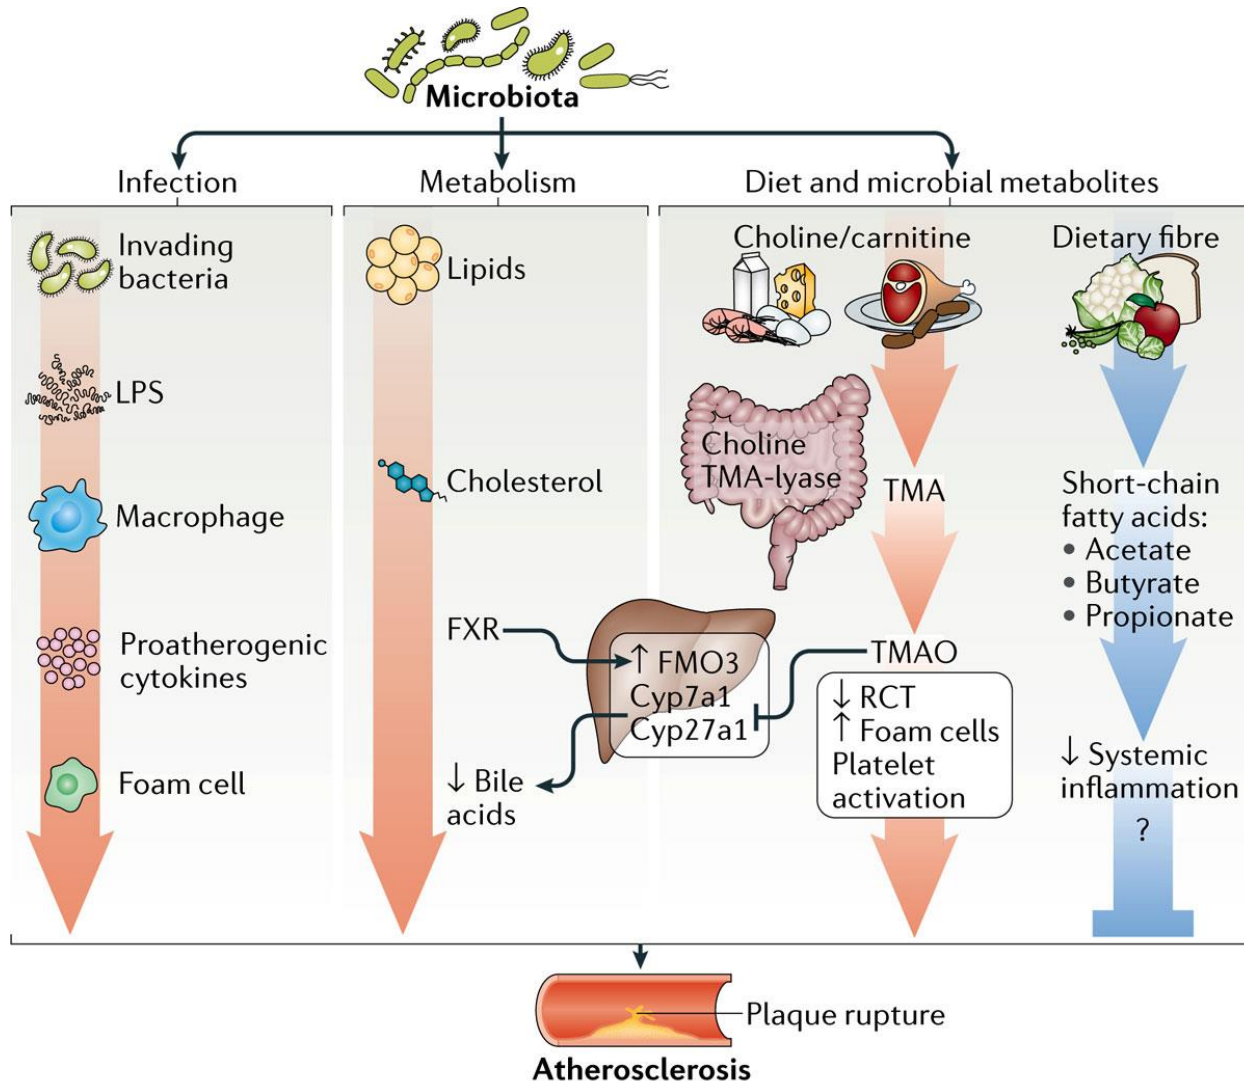 Microbiota
Infection
Metabolism
Diet and microbial metabolites
Invading
bacteria
LPS
Macrophage
Proatherogenic
cytokines
Foam cell
Lipids
Cholesterol
FXR
↓ Bile
acids
↑ FMO3
Cyp7a1
Cyp27a1
Choline/carnitine
Choline
TMA-lyase
TMA
TMAO
↓ RCT
↑ Foam cells
Platelet
activation
Dietary fibre
Short-chain
fatty acids:
• Acetate
• Butyrate
• Propionate
↓ Systemic
inflammation
?
Plaque rupture
Atherosclerosis